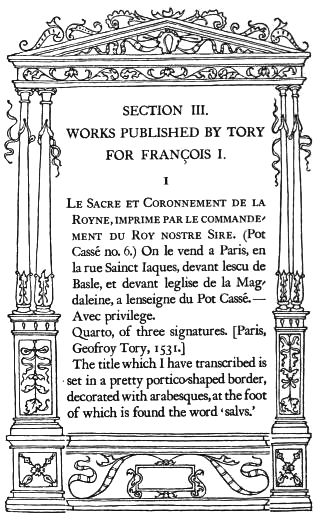 SECTION III.
WORKS PUBLISHED BY TORY
FOR FRANÇOIS I.
I
LE SACRE ET CORONNEMENT DE LA
ROYNE, IMPRIME PAR LE COMMANDE-
MENT DU ROY NOSTRE SIRE. (Pot
Cassé no. 6.) On le vend a Paris, en
la rue Sainct Iaques, devant lescu de
Basle, et devant leglise de la Mag-
daleine, a lenseigne du Pot Cassé.—
Avec privilege.
Quarto, of three signatures. [Paris,
Geofroy Tory, 1531.]
The title which I have transcribed is
set in a pretty portico-shaped border,
decorated with arabesques, at the foot
of which is found the word ‘salvs.’